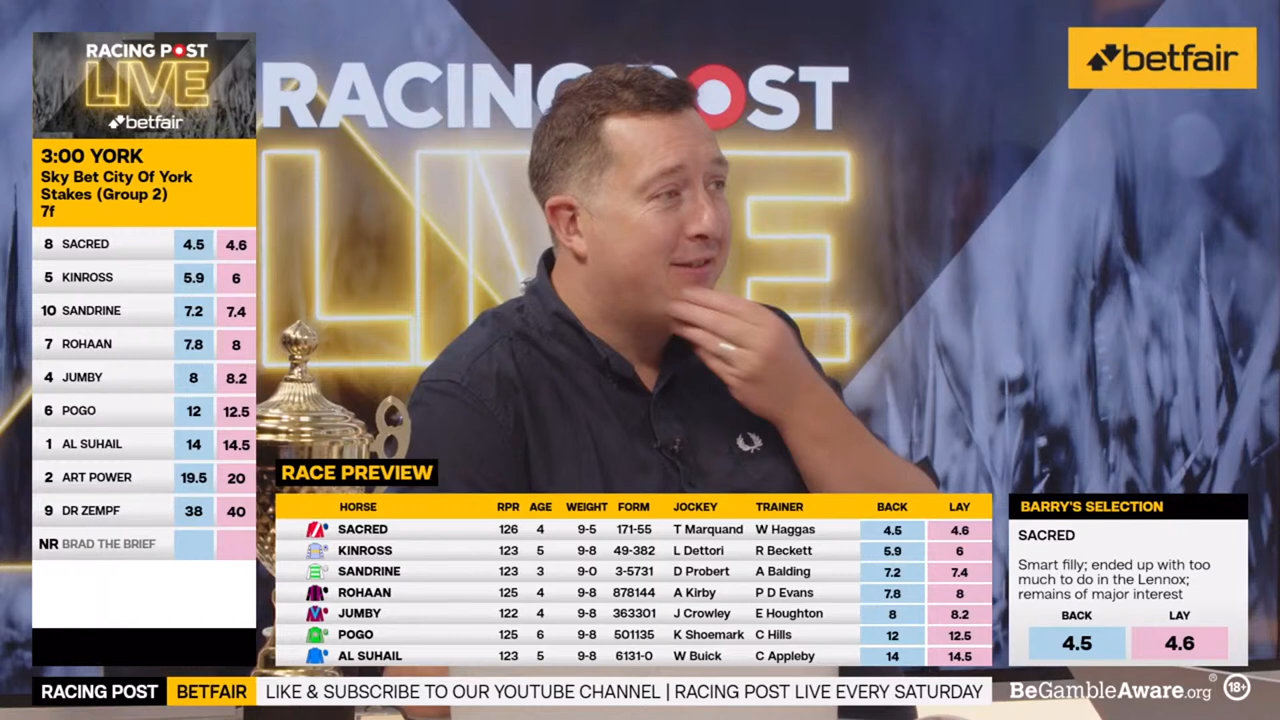 RACING POST
LIVE
betfair
3:00 YORK
Sky Bet City Of York
Stakes (Group 2)
7f
8 SACRED 4.5 4.6
5 KINROSS 5.9 6
10 SANDRINE 7.2 7.4
7 ROHAAN 7.8 8
4 JUMBY 8 8.2
6 POGO 12 12.5
1 AL SUHAIL 14 14.5
2 ART POWER 19.5 20
9 DR ZEMPF 38 40
NR BRAD THE BRIEF
RACING POST
LIVE
betfair
RACE PREVIEW
HORSE RPR AGE WEIGHT FORM JOCKEY TRAINER BACK LAY
SACRED 126 4 9-5 171-55 T Marquand W Haggas 4.5 4.6
KINROSS 123 5 9-8 49-382 L Dettori R Beckett 5.9 6
SANDRINE 123 3 9-0 3-5731 D Probert A Balding 7.2 7.4
ROHAAN 125 4 9-8 878144 A Kirby P D Evans 7.8 8
JUMBY 122 4 9-8 363301 J Crowley E Houghton 8 8.2
POGO 125 6 9-8 501135 K Shoemark C Hills 12 12.5
AL SUHAIL 123 5 9-8 6131-0 W Buick C Appleby 14 14.5
BARRY'S SELECTION
SACRED
Smart filly; ended up with too
much to do in the Lennox;
remains of major interest
BACK LAY
4.5 4.6
RACING POST BETFAIR LIKE & SUBSCRIBE TO OUR YOUTUBE CHANNEL | RACING POST LIVE EVERY SATURDAY
BeGambleAware.org® 18+